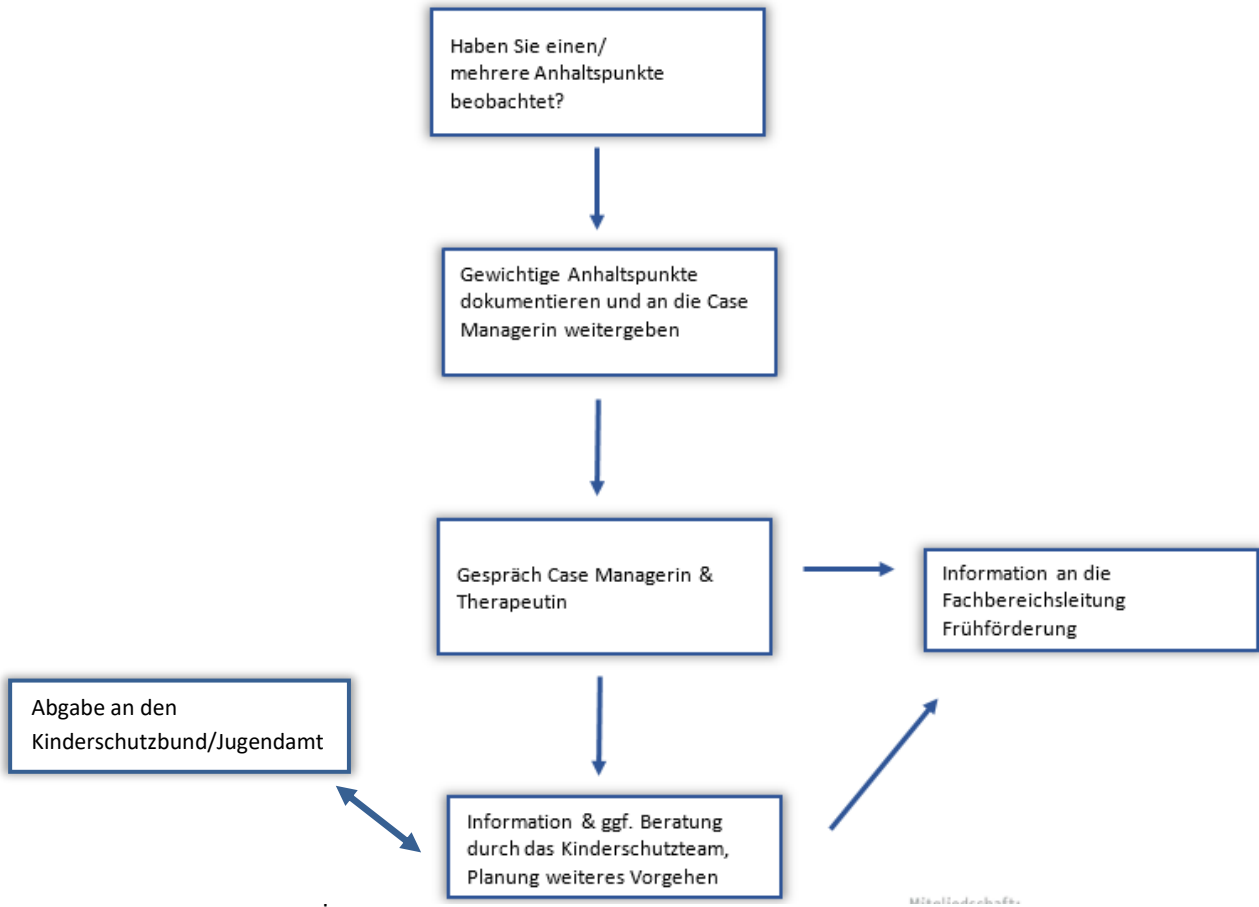 Haben Sie einen/
mehrere Anhaltspunkte
beobachtet?
Gewichtige Anhaltspunkte
dokumentieren und an die Case
Managerin weitergeben
Gespräch Case Managerin &
Therapeutin
Information an die
Fachbereichsleitung
Frühförderung
Abgabe an den
Kinderschutzbund/Jugendamt
Information & ggf. Beratung
durch das Kinderschutzteam,
Planung weiteres Vorgehen
Mitgliedschaft: